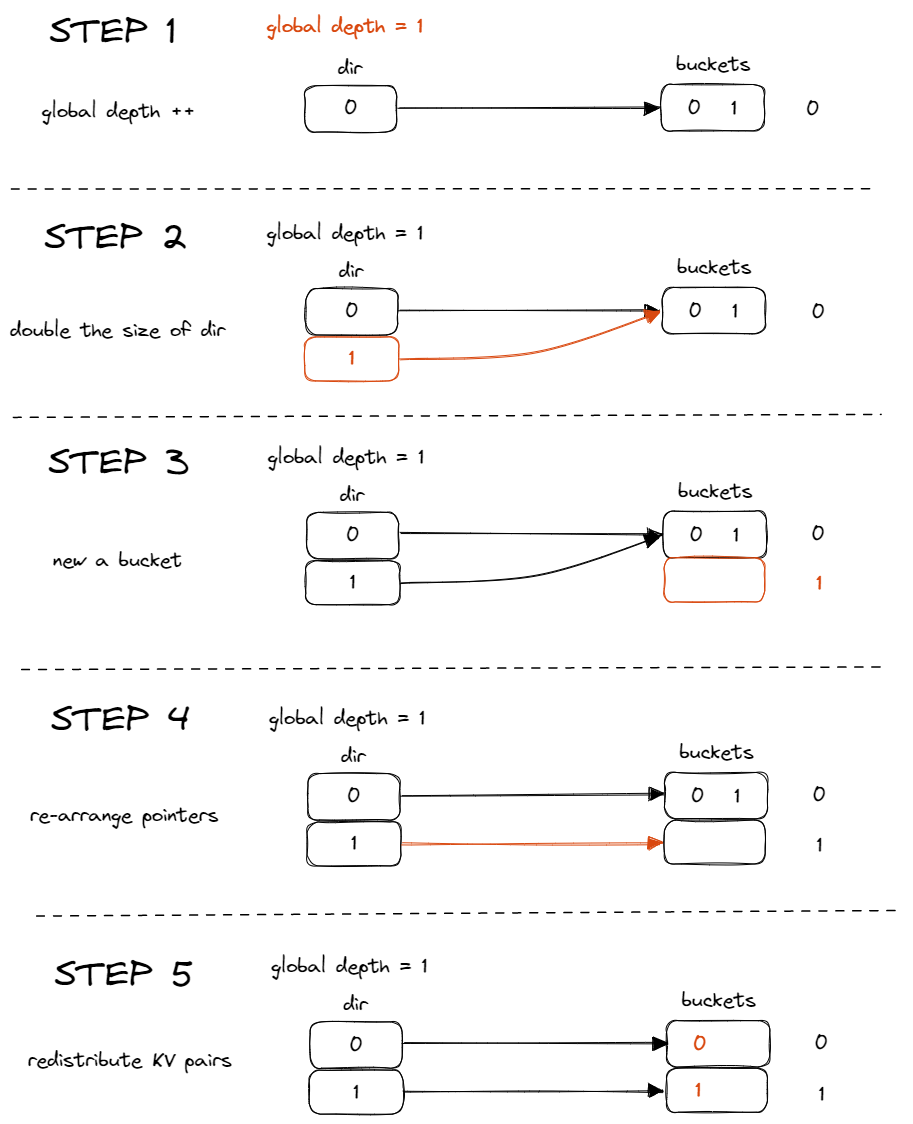 STEP 1
global depth = 1
dir
buckets
global depth ++
0
0 1
0
STEP 2
global depth = 1
dir
buckets
0
0 1
0
double the size of dir
1
STEP 3
global depth = 1
dir
buckets
0
0 1
0
new a bucket
1
1
STEP 4
global depth = 1
dir
buckets
0
0 1
0
re-arrange pointers
1
1
STEP 5
global depth = 1
dir
buckets
0
0
0
redistribute KV pairs
1
1
1